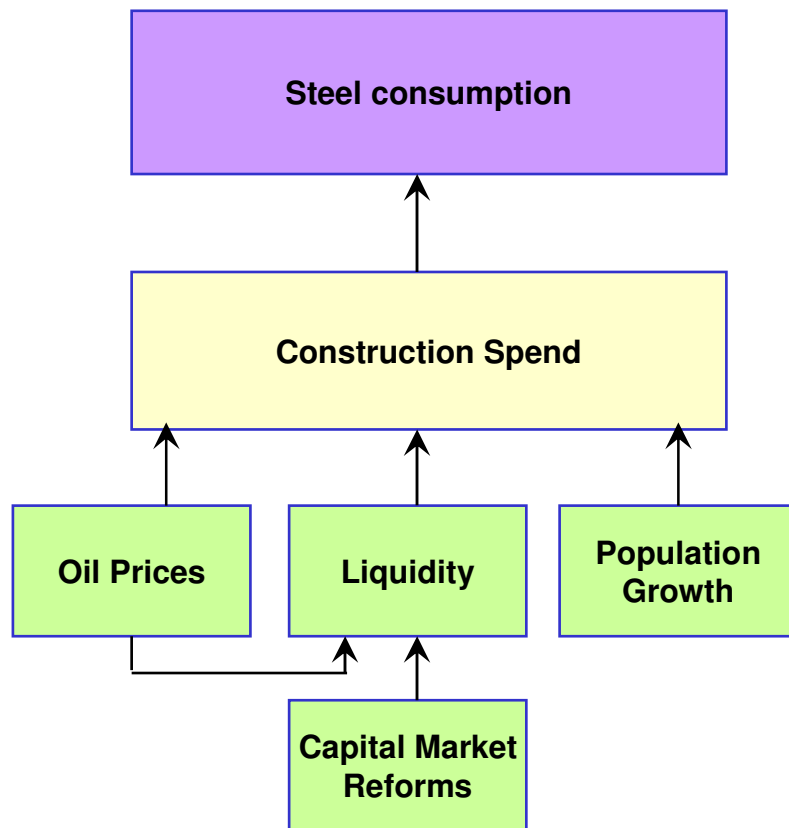 Steel consumption
Construction Spend
Oil Prices
Liquidity
Population
Growth
Capital Market
Reforms